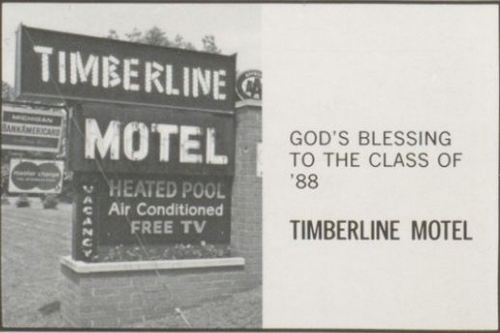 TIMBERLINE
MOTEL
HEATED POOL
Air Conditioned
FREE TV
VACANCY
MICHIGAN
BANKAMERICARD
master charge
GOD'S BLESSING
TO THE CLASS OF
'88
TIMBERLINE MOTEL